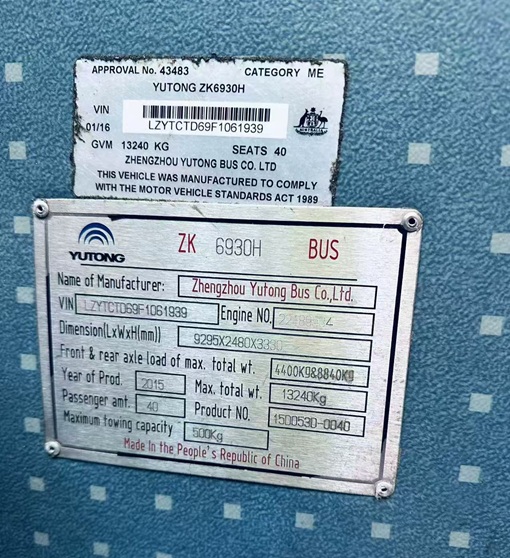 APPROVAL No. 43483 CATEGORY ME
YUTONG ZK6930H
VIN
01/16 LZYTCTD69F1061939
GVM 13240 KG SEATS 40
ZHENGZHOU YUTONG BUS CO. LTD
THIS VEHICLE WAS MANUFACTURED TO COMPLY
WITH THE MOTOR VEHICLE STANDARDS ACT 1989
YUTONG ZK 6930H BUS
Name of Manufacturer: Zhengzhou Yutong Bus Co.,Ltd.
VIN LZYTCTD69F1061939 Engine NO.
Dimension(LxWxH(mm)) 9295X2480X3330
Front & rear axle load of max. total wt. 4400Kg&8840Kg
Year of Prod. 2015 Max. total wt. 13240Kg
Passenger amt. 40 Product NO. 15D053D-0040
Maximum towing capacity 500Kg
Made In the People's Republic of China